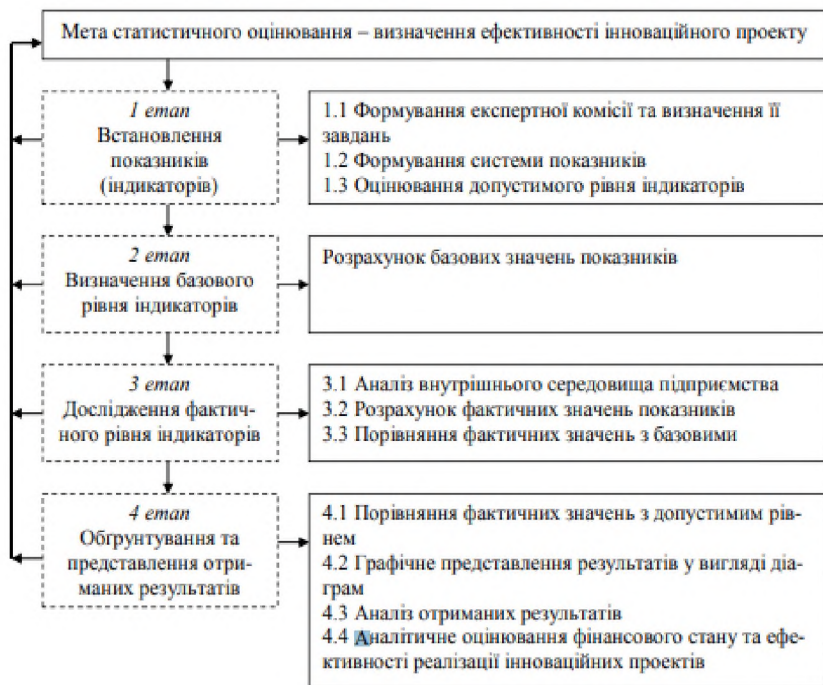 Мета статистичного оцінювання – визначення ефективності інноваційного проекту
1 етап
Встановлення
показників
(індикаторів)
1.1 Формування експертної комісії та визначення її
завдань
1.2 Формування системи показників
1.3 Оцінювання допустимого рівня індикаторів
2 етап
Визначення базового
рівня індикаторів
Розрахунок базових значень показників
3 етап
Дослідження фактич-
ного рівня індикаторів
3.1 Аналіз внутрішнього середовища підприємства
3.2 Розрахунок фактичних значень показників
3.3 Порівняння фактичних значень з базовими
4 етап
Обгрунтування та
представлення отри-
маних результатів
4.1 Порівняння фактичних значень з допустимим рів-
нем
4.2 Графічне представлення результатів у вигляді діа-
грам
4.3 Аналіз отриманих результатів
4.4 Аналітичне оцінювання фінансового стану та ефе-
ктивності реалізації інноваційних проектів